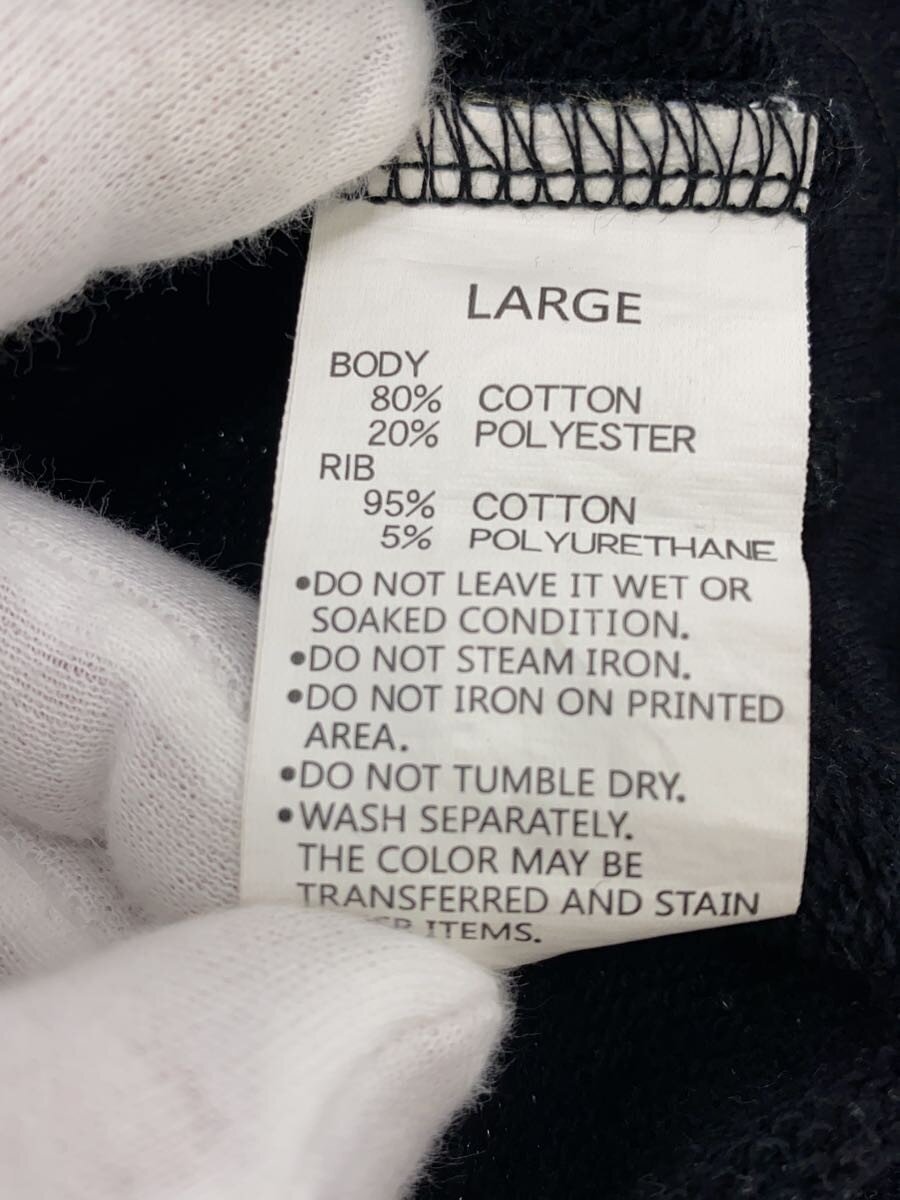 LARGE
BODY
80% COTTON
20% POLYESTER
RIB
95% COTTON
5% POLYURETHANE
•DO NOT LEAVE IT WET OR
SOAKED CONDITION.
•DO NOT STEAM IRON.
•DO NOT IRON ON PRINTED
AREA.
•DO NOT TUMBLE DRY.
•WASH SEPARATELY.
THE COLOR MAY BE
TRANSFERRED AND STAIN
ITEMS.